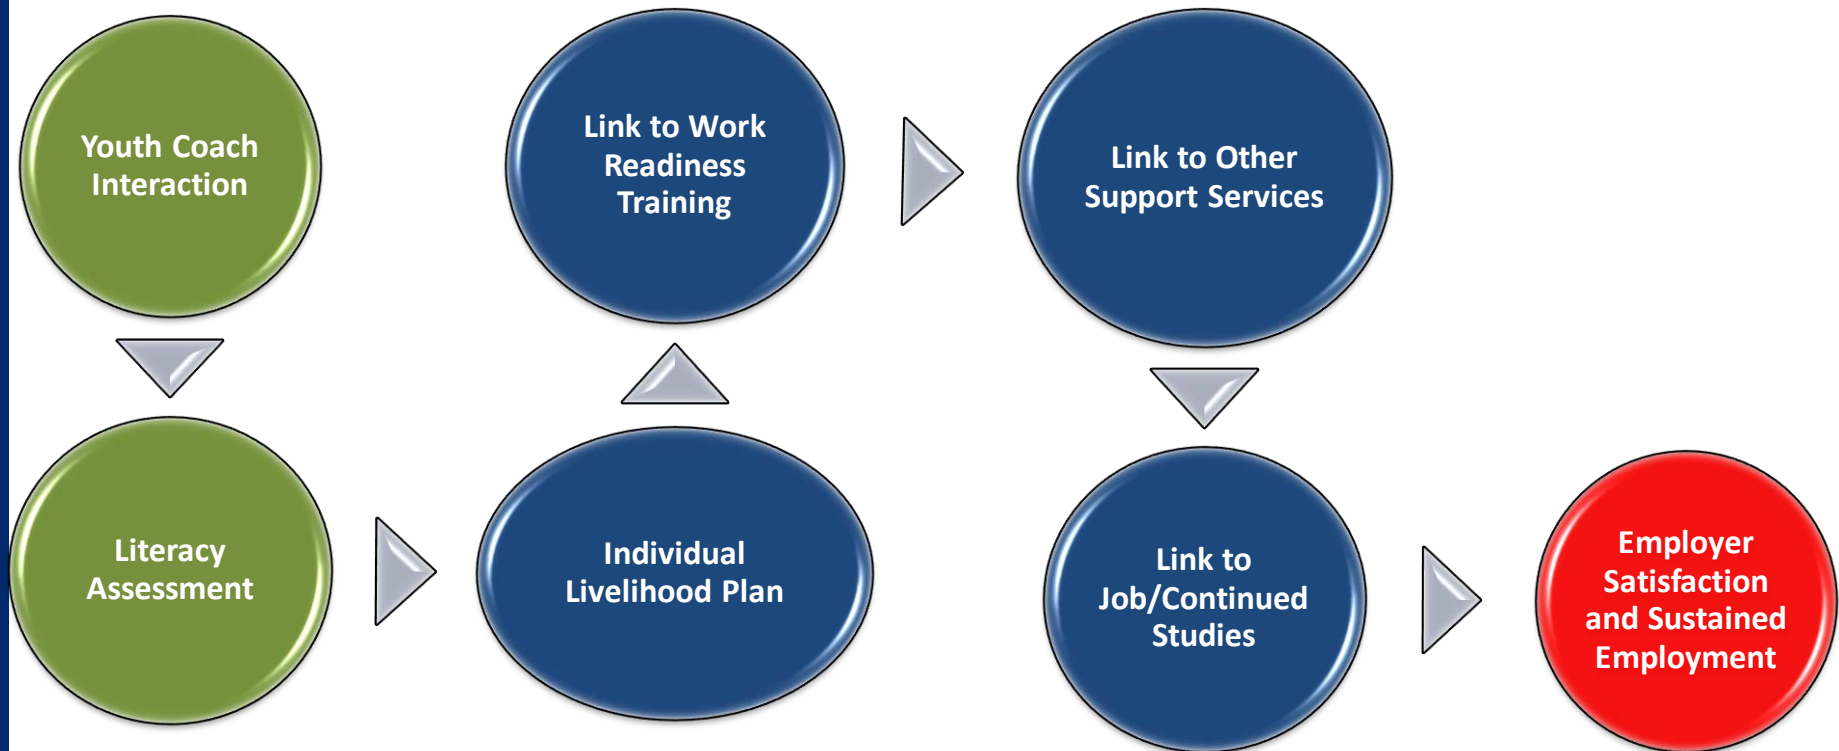 Youth Coach
Interaction
Literacy
Assessment
Individual
Livelihood Plan
Link to Work
Readiness
Training
Link to Other
Support Services
Link to
Job/Continued
Studies
Employer
Satisfaction
and Sustained
Employment